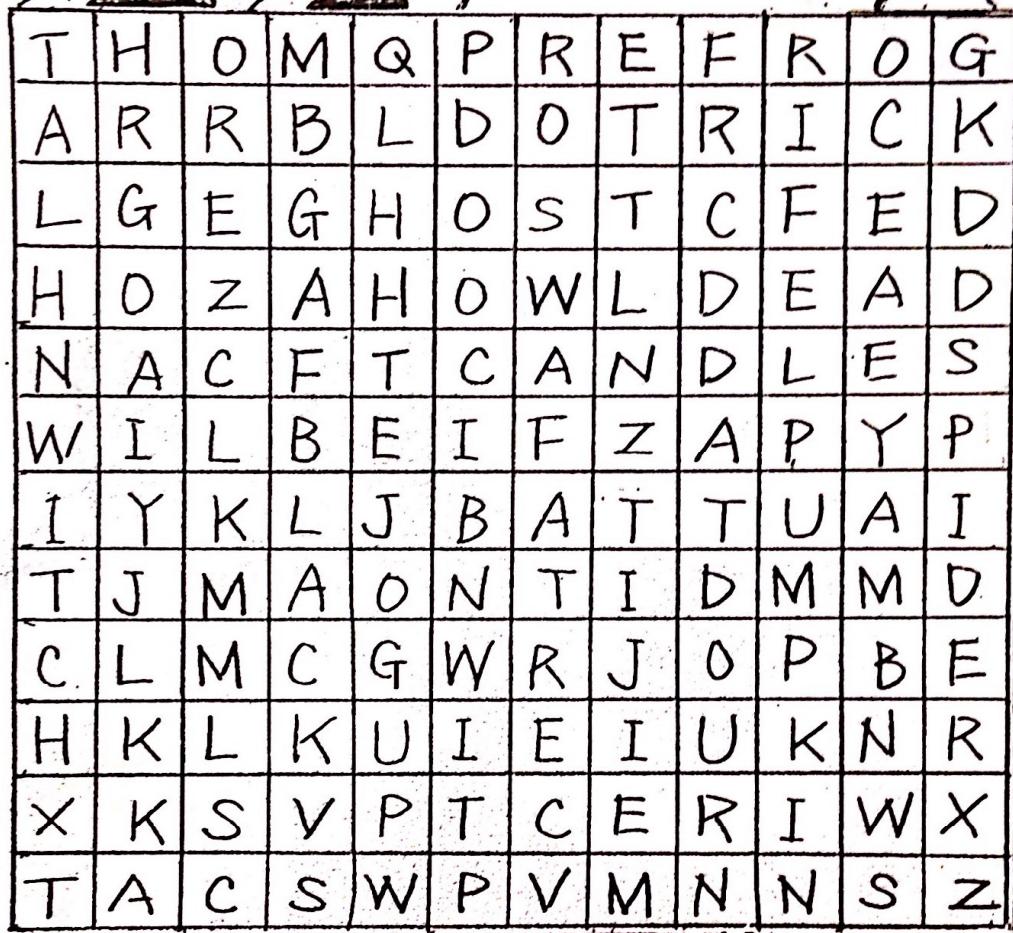 T H O M Q P R E F R O G
A R R B L D O T R I C K
L G E G H O S T C F E D
H O Z A H O W L D E A D
N A C F T C A N D L E S
W I L B E I F Z A P Y P
I Y K L J B A T T U A I
T J M A O N T I D M M D
C L M C G W R J O P B E
H K L K U I E I U K N R
X K S V P T C E R I W X
T A C S W P V M N N S Z